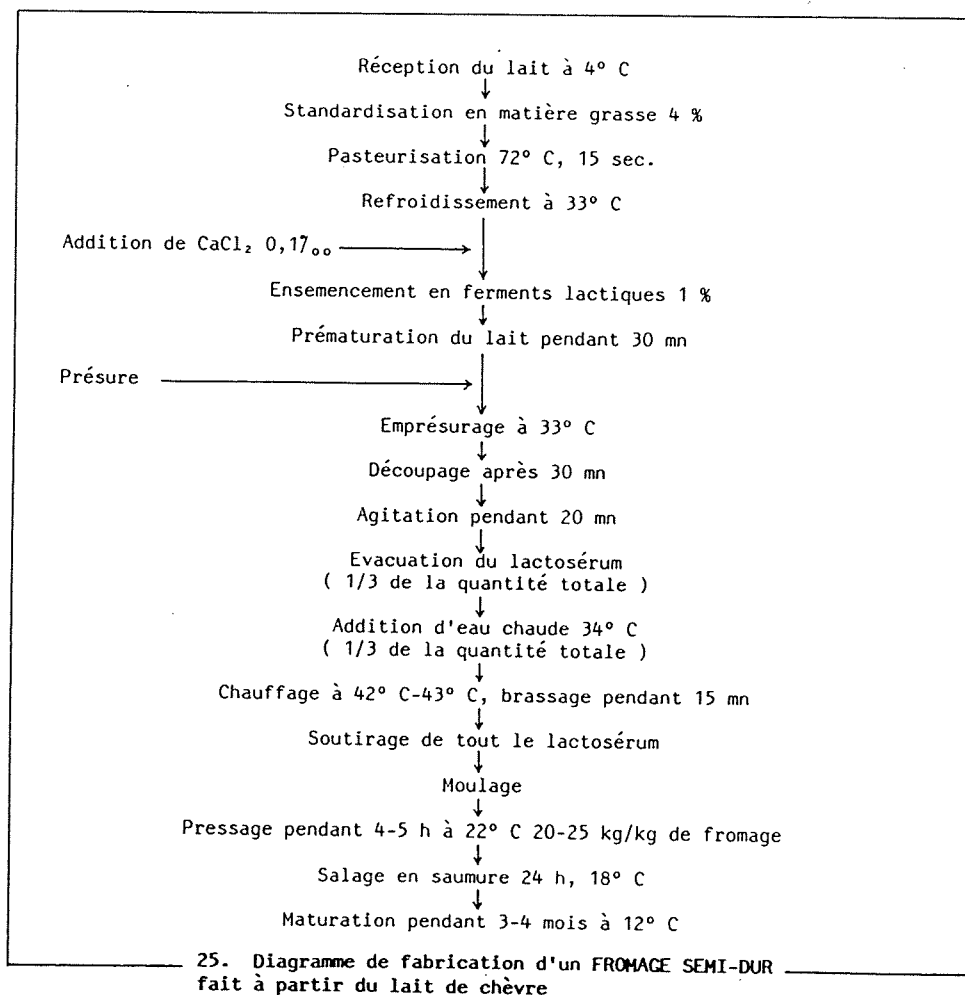 Réception du lait à 4° C
Standardisation en matière grasse 4 %
Pasteurisation 72° C, 15 sec.
Refroidissement à 33° C
Addition de CaCl₂ 0,17₀₀
Ensemencement en ferments lactiques 1 %
Prématuration du lait pendant 30 mn
Présure
Emprésurage à 33° C
Découpage après 30 mn
Agitation pendant 20 mn
Evacuation du lactosérum
( 1/3 de la quantité totale )
Addition d'eau chaude 34° C
( 1/3 de la quantité totale )
Chauffage à 42° C-43° C, brassage pendant 15 mn
Soutirage de tout le lactosérum
Moulage
Pressage pendant 4-5 h à 22° C 20-25 kg/kg de fromage
Salage en saumure 24 h, 18° C
Maturation pendant 3-4 mois à 12° C
25. Diagramme de fabrication d'un FROMAGE SEMI-DUR
fait à partir du lait de chèvre